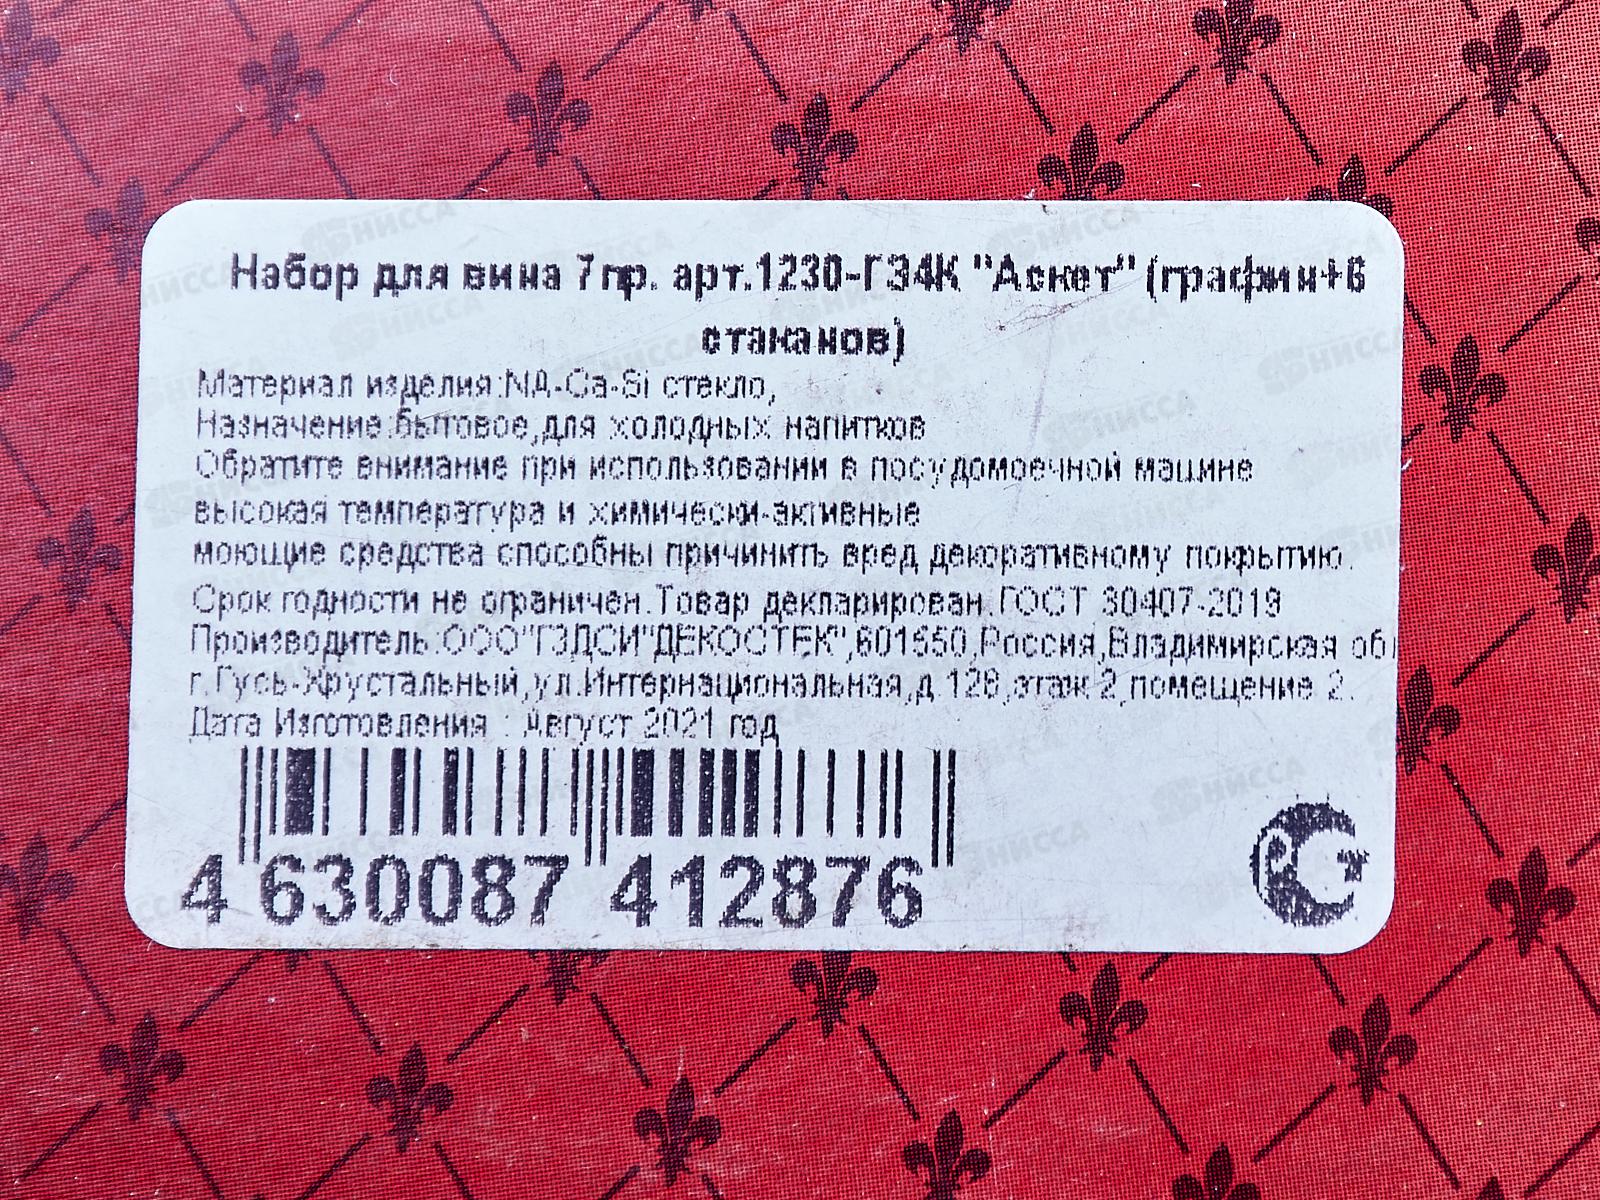 Набор для вина 7пр. арт.1230-ГЗ4К "Аскет" (графин+6
стаканов)
Материал изделия:NA-Ca-Si стекло,
Назначение:бытовое,для холодных напитков
Обратите внимание при использовании в посудомоечной машине
высокая температура и химически-активные
моющие средства способны причинить вред декоративному покрытию.
Срок годности не ограничен.Товар декларирован.ГОСТ 30407-2019
Производитель:ООО"ГЗДСИ"ДЕКОСТЕК",601550,Россия,Владимирская обл
г.Гусь-Хрустальный,ул.Интернациональная,д.128,этаж 2,помещение 2.
Дата Изготовления : Август 2021 год
4 630087 412876
НИССА